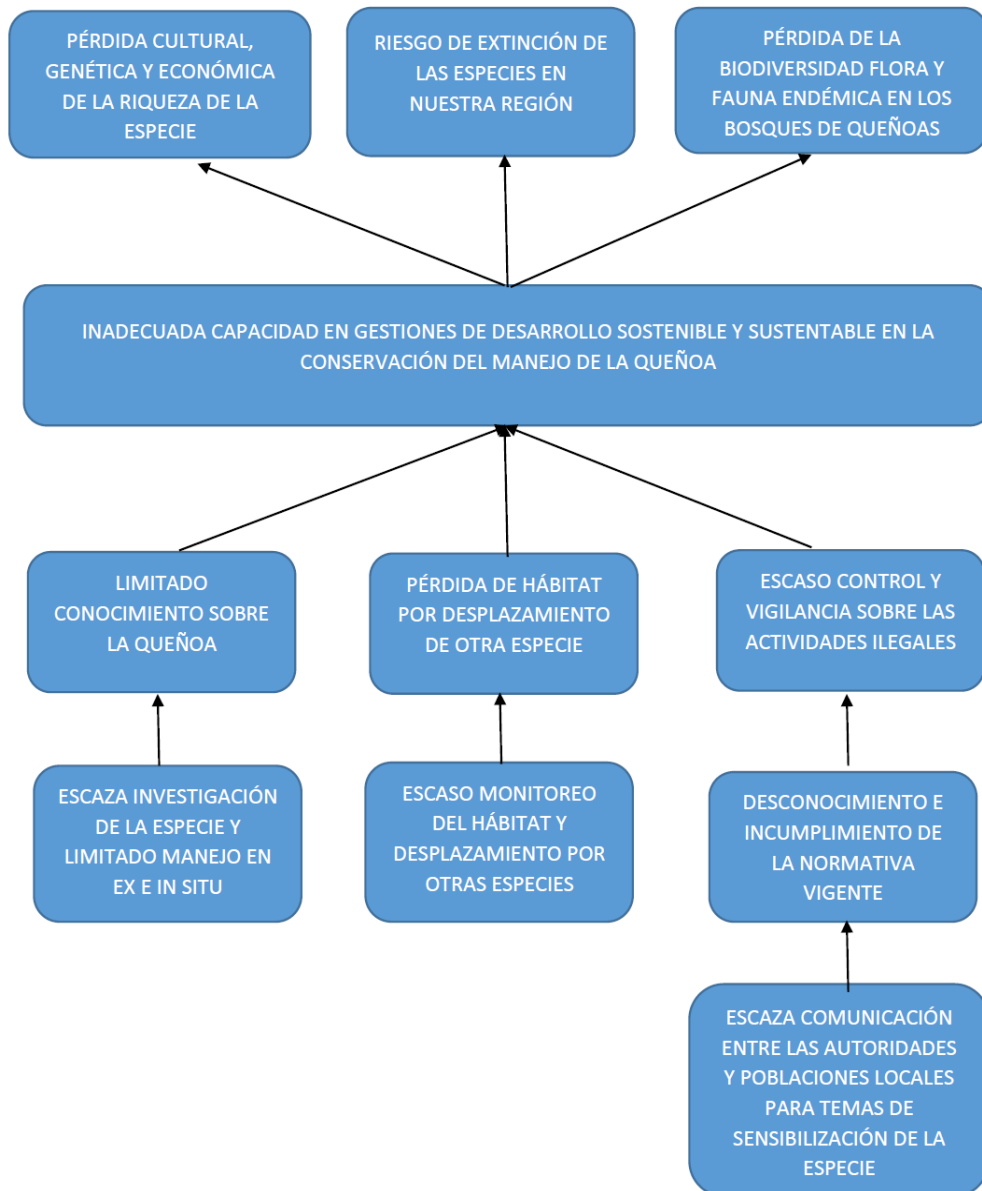 PÉRDIDA CULTURAL,
GENÉTICA Y ECONÓMICA
DE LA RIQUEZA DE LA
ESPECIE
RIESGO DE EXTINCIÓN DE
LAS ESPECIES EN
NUESTRA REGIÓN
PÉRDIDA DE LA
BIODIVERSIDAD FLORA Y
FAUNA ENDÉMICA EN LOS
BOSQUES DE QUEÑOAS
INADECUADA CAPACIDAD EN GESTIONES DE DESARROLLO SOSTENIBLE Y SUSTENTABLE EN LA
CONSERVACIÓN DEL MANEJO DE LA QUEÑOA
LIMITADO
CONOCIMIENTO SOBRE
LA QUEÑOA
PÉRDIDA DE HÁBITAT
POR DESPLAZAMIENTO
DE OTRA ESPECIE
ESCASO CONTROL Y
VIGILANCIA SOBRE LAS
ACTIVIDADES ILEGALES
ESCAZA INVESTIGACIÓN
DE LA ESPECIE Y
LIMITADO MANEJO EN
EX E IN SITU
ESCASO MONITOREO
DEL HÁBITAT Y
DESPLAZAMIENTO POR
OTRAS ESPECIES
DESCONOCIMIENTO E
INCUMPLIMIENTO DE
LA NORMATIVA
VIGENTE
ESCAZA COMUNICACIÓN
ENTRE LAS AUTORIDADES
Y POBLACIONES LOCALES
PARA TEMAS DE
SENSIBILIZACIÓN DE LA
ESPECIE